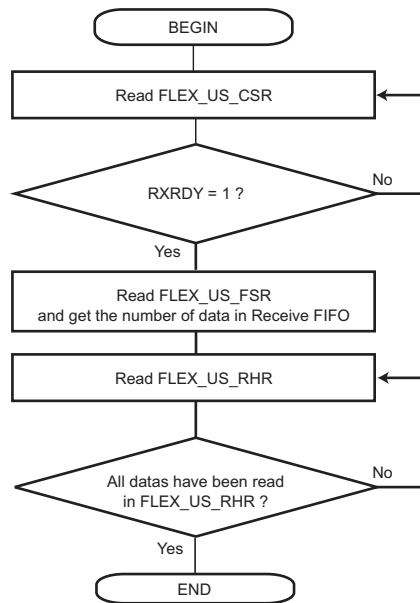 BEGIN
Read FLEX_US_CSR
RXRDY = 1 ?
No
Yes
Read FLEX_US_FSR
and get the number of data in Receive FIFO
Read FLEX_US_RHR
All datas have been read
in FLEX_US_RHR ?
No
Yes
END